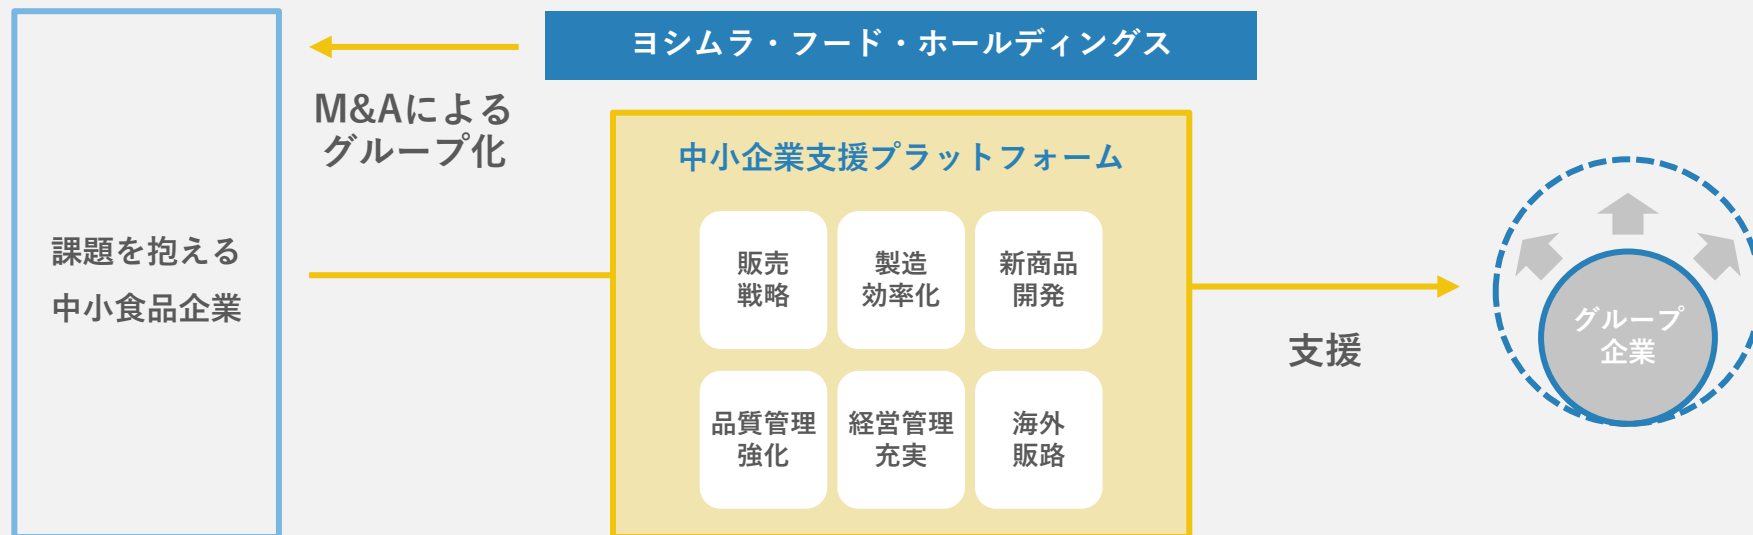 ヨシムラ・フード・ホールディングス
M&Aによる
グループ化
課題を抱える
中小食品企業
中小企業支援プラットフォーム
販売
戦略
製造
効率化
新商品
開発
品質管理
強化
経営管理
充実
海外
販路
支援
グループ
企業